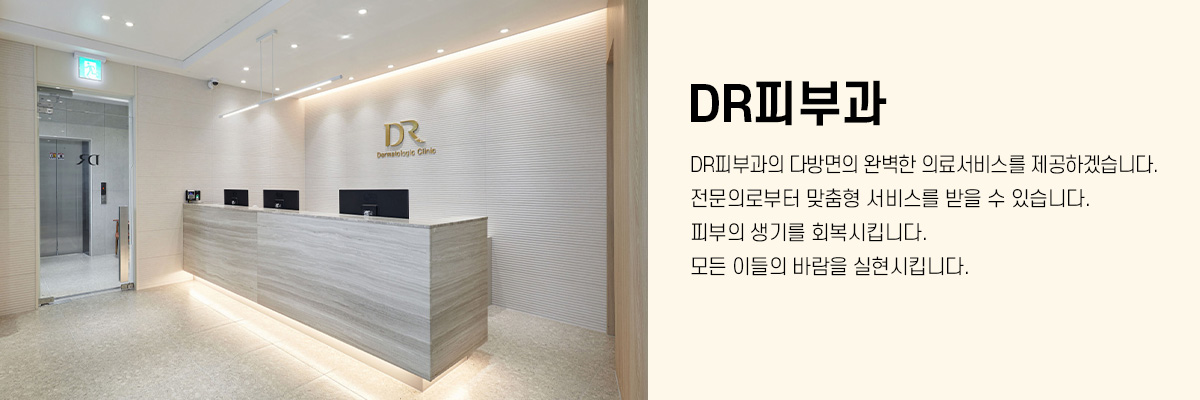 DR
Dermatologic Clinic
DR피부과
DR피부과의 다방면의 완벽한 의료서비스를 제공하겠습니다.
전문의로부터 맞춤형 서비스를 받을 수 있습니다.
피부의 생기를 회복시킵니다.
모든 이들의 바람을 실현시킵니다.